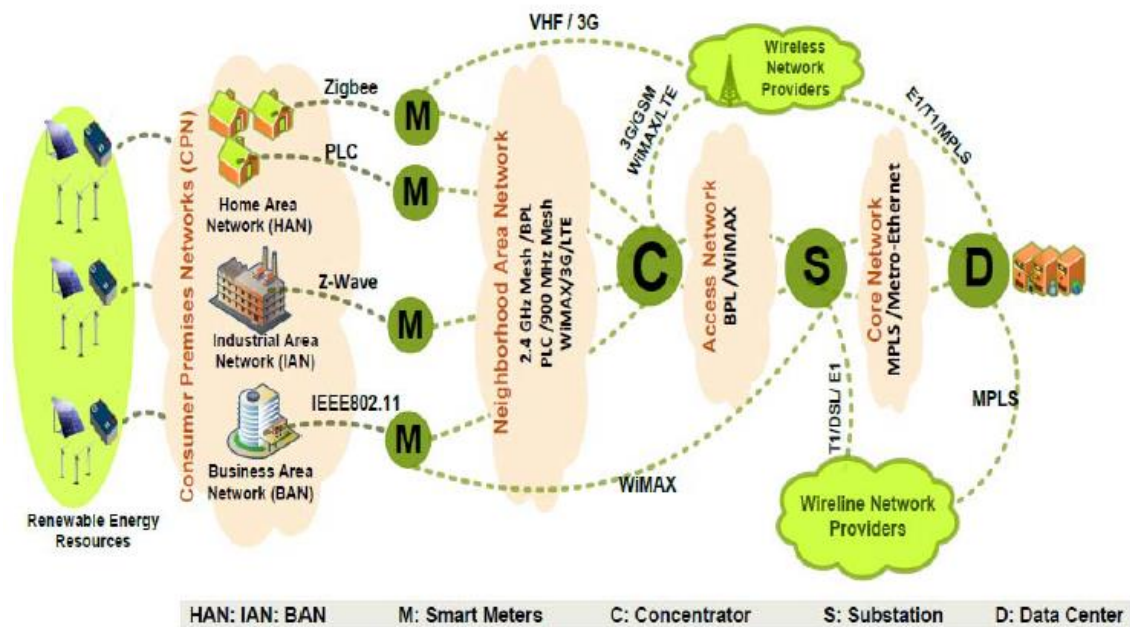 VHF / 3G
Wireless
Network
Providers
Zigbee
M
3G/GSM
WiMAX/LTE
E1/T1/MPLS
Consumer Premises Networks (CPN)
PLC
M
Home Area
Network (HAN)
Neighborhood Area Network
2.4 GHz Mesh /BPL
PLC /900 MHz Mesh
WiMAX/3G/LTE
C
Access Network
BPL /WiMAX
S
Core Network
MPLS /Metro-Ethernet
D
Z-Wave
M
Industrial Area
Network (IAN)
IEEE802.11
M
Business Area
Network (BAN)
T1/DSL/ E1
MPLS
WiMAX
Wireline Network
Providers
Renewable Energy
Resources
HAN: IAN: BAN M: Smart Meters C: Concentrator S: Substation D: Data Center